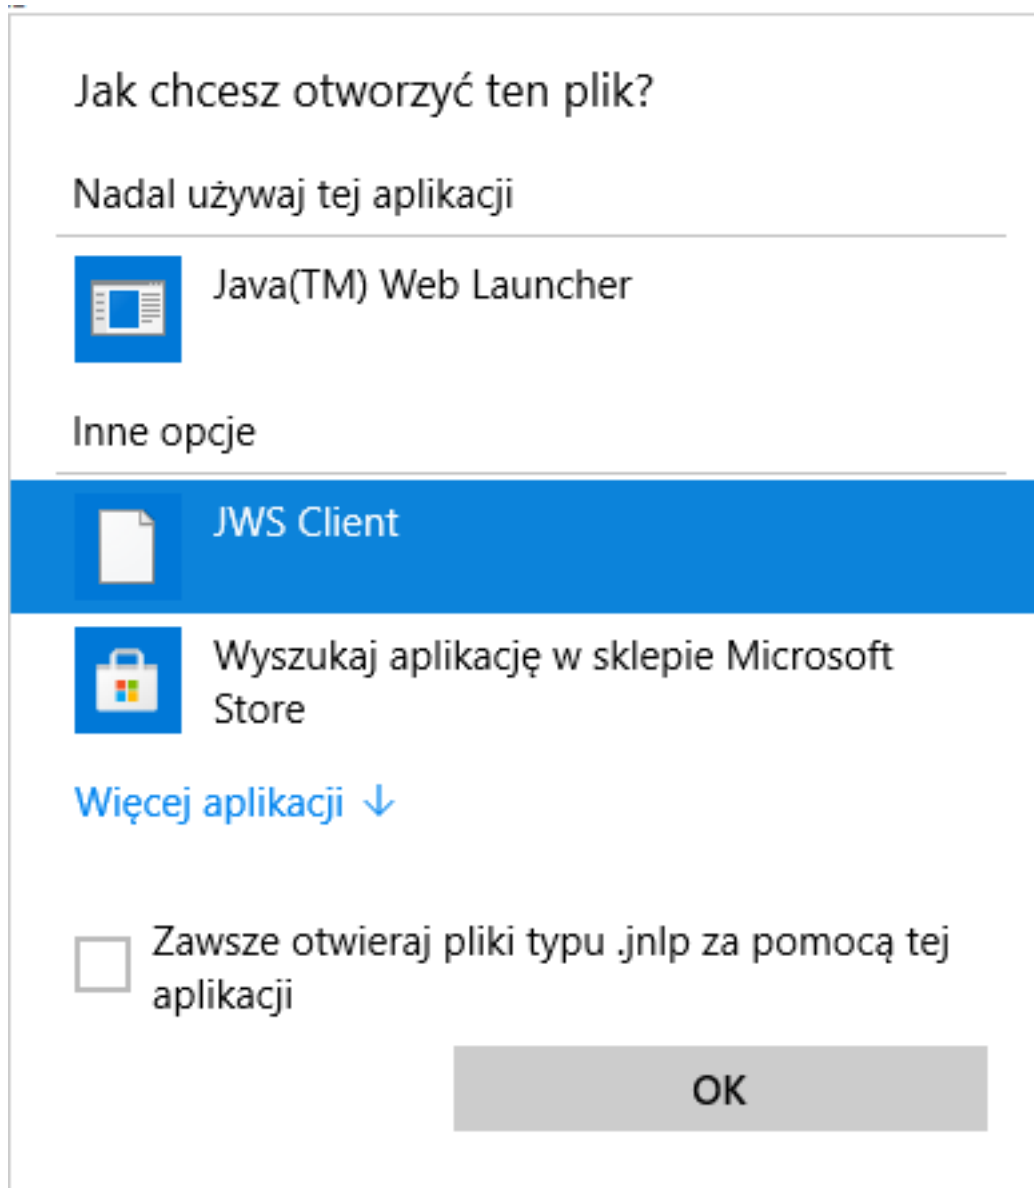 Jak chcesz otworzyć ten plik?
Nadal używaj tej aplikacji
Java(TM) Web Launcher
Inne opcje
JWS Client
Wyszukaj aplikację w sklepie Microsoft
Store
Więcej aplikacji ↓
Zawsze otwieraj pliki typu .jnlp za pomocą tej
aplikacji
OK